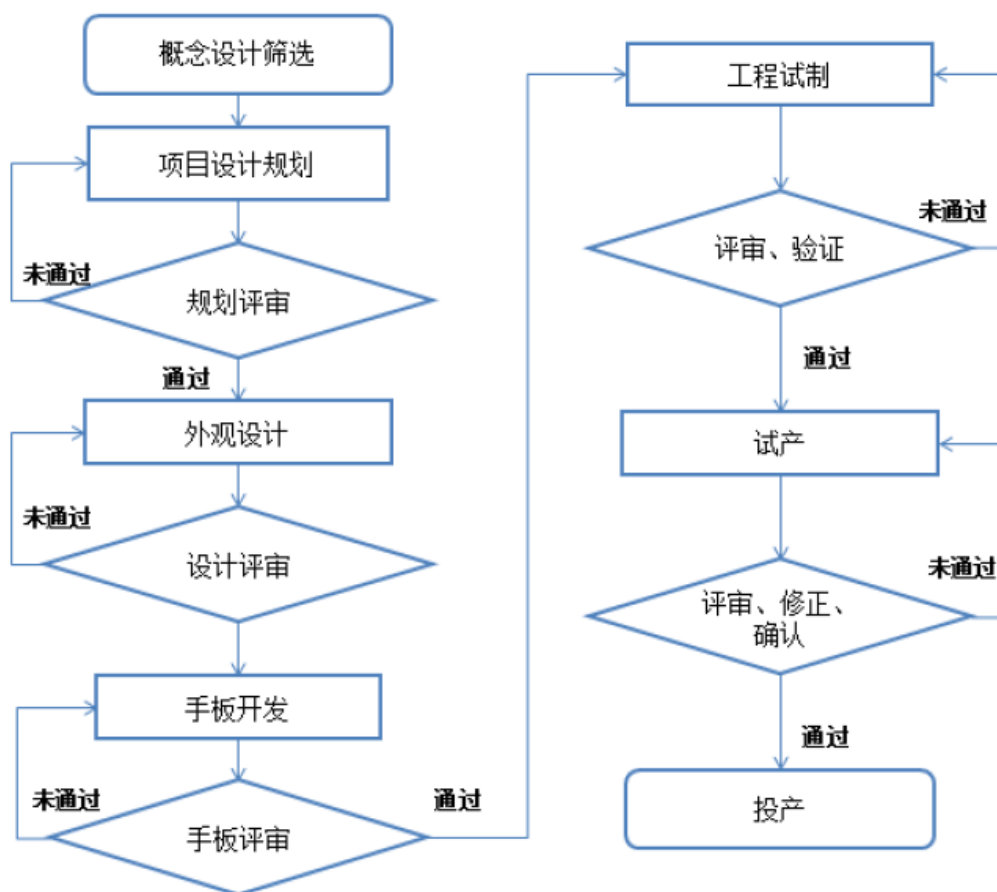 概念设计筛选
项目设计规划
未通过
规划评审
通过
外观设计
未通过
设计评审
手板开发
未通过
手板评审
通过
工程试制
未通过
评审、验证
通过
试产
未通过
评审、修正、
确认
通过
投产